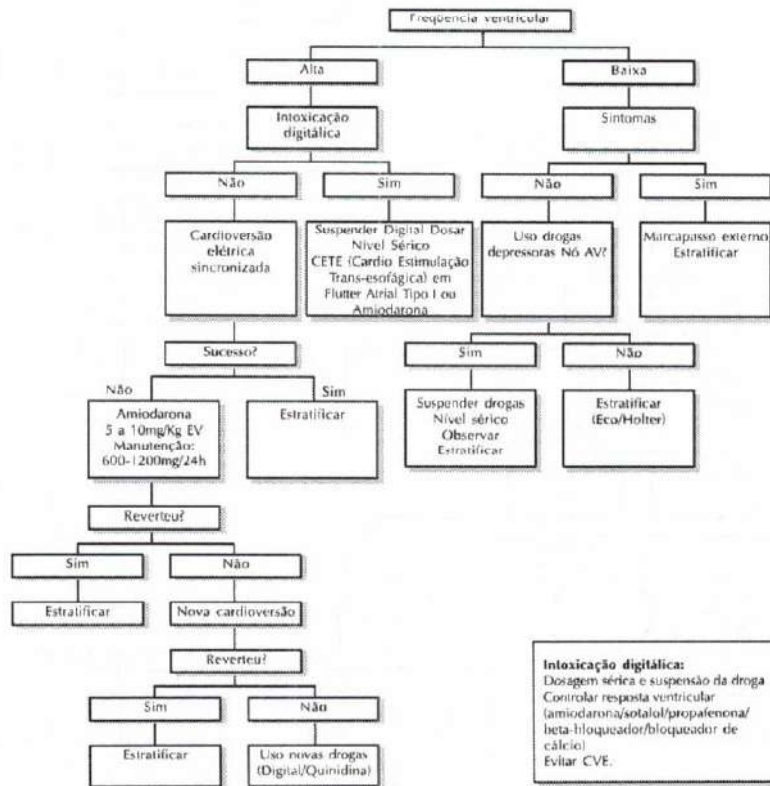 Freqüência ventricular
Alta
Baixa
Intoxicação
digitálica
Sintomas
Não
Sim
Não
Sim
Cardioversão
elétrica
sincronizada
Suspender Digital Dosar
Nível Sérico
CETE (Cardio Estimulação
Trans-esofágica) em
Flutter Atrial Tipo I ou
Amiodarona
Uso drogas
depressoras Nó AV?
Marcapasso externo
Estratificar
Sucesso?
Sim
Não
Não
Sim
Amiodarona
5 a 10mg/Kg EV
Manutenção:
600-1200mg/24h
Estratificar
Suspender drogas
Nível sérico
Observar
Estratificar
Estratificar
(Eco/Holter)
Reverteu?
Sim
Não
Estratificar
Nova cardioversão
Reverteu?
Sim
Não
Estratificar
Uso novas drogas
(Digital/Quinidina)
Intoxicação digitálica:
Dosagem sérica e suspensão da droga
Controlar resposta ventricular
(amiodarona/sotalol/propafenona/
beta-bloqueador/bloqueador de
cálcio)
Evitar CVE.